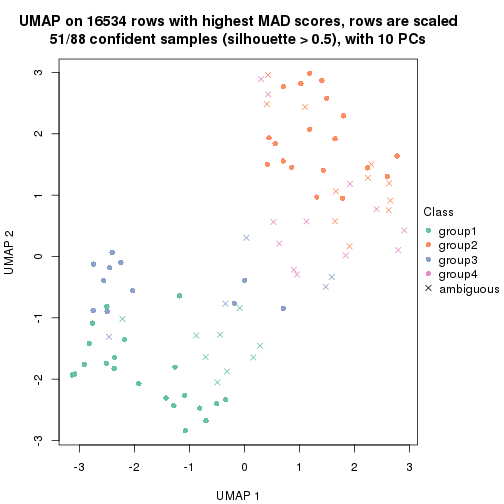 UMAP on 16534 rows with highest MAD scores, rows are scaled
51/88 confident samples (silhouette > 0.5), with 10 PCs
3
2
1
0
-1
-2
-3
UMAP 2
-3 -2 -1 0 1 2 3
UMAP 1
Class
group1
group2
group3
group4
ambiguous